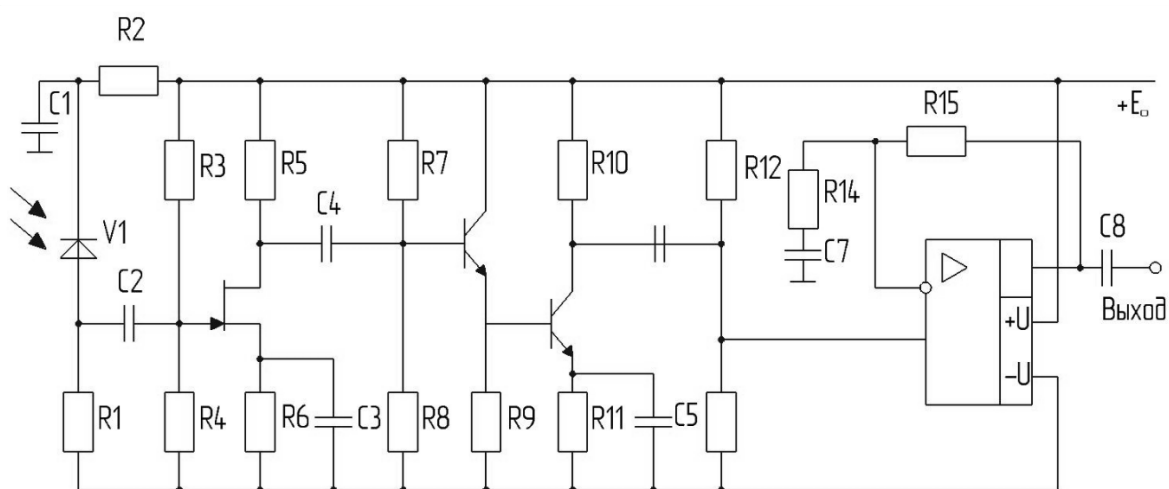 R2
C1
+E₀
R15
R3
R5
R7
R10
R12
R14
C4
V1
C7
C8
C2
Выход
+U
-U
R1
R4
R6
C3
R8
R9
R11
C5